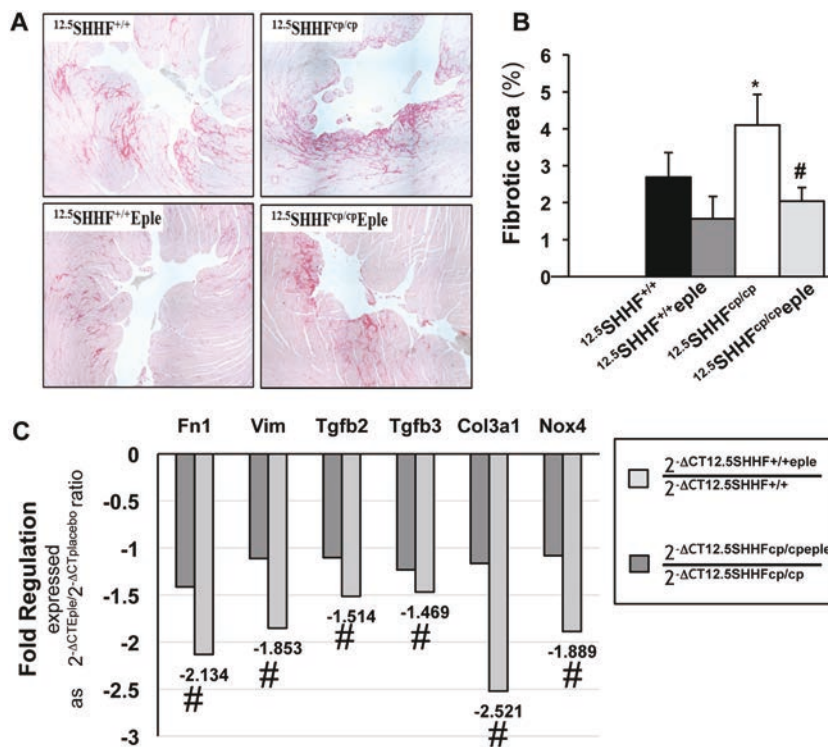 A
12.5SHHF+/+
12.5SHHFcp/cp
12.5SHHF+/+Eple
12.5SHHFcp/cpEple
B
Fibrotic area (%)
6
5
4
3
2
1
0
*
#
12.5SHHF+/+
12.5SHHF+/+eple
12.5SHHFcp/cp
12.5SHHFcp/cpeple
C
Fn1 Vim Tgfb2 Tgfb3 Col3a1 Nox4
Fold Regulation
expressed
as 2-ΔCTEple/2-ΔCTplacebo ratio
0
-0.5
-1
-1.5
-2
-2.5
-3
-2.134
#
-1.853
#
-1.514
#
-1.469
#
-2.521
#
-1.889
#
2-ΔCT12.5SHHF+/+eple
2-ΔCT12.5SHHF+/+
2-ΔCT12.5SHHFcp/cpeple
2-ΔCT12.5SHHFcp/cp